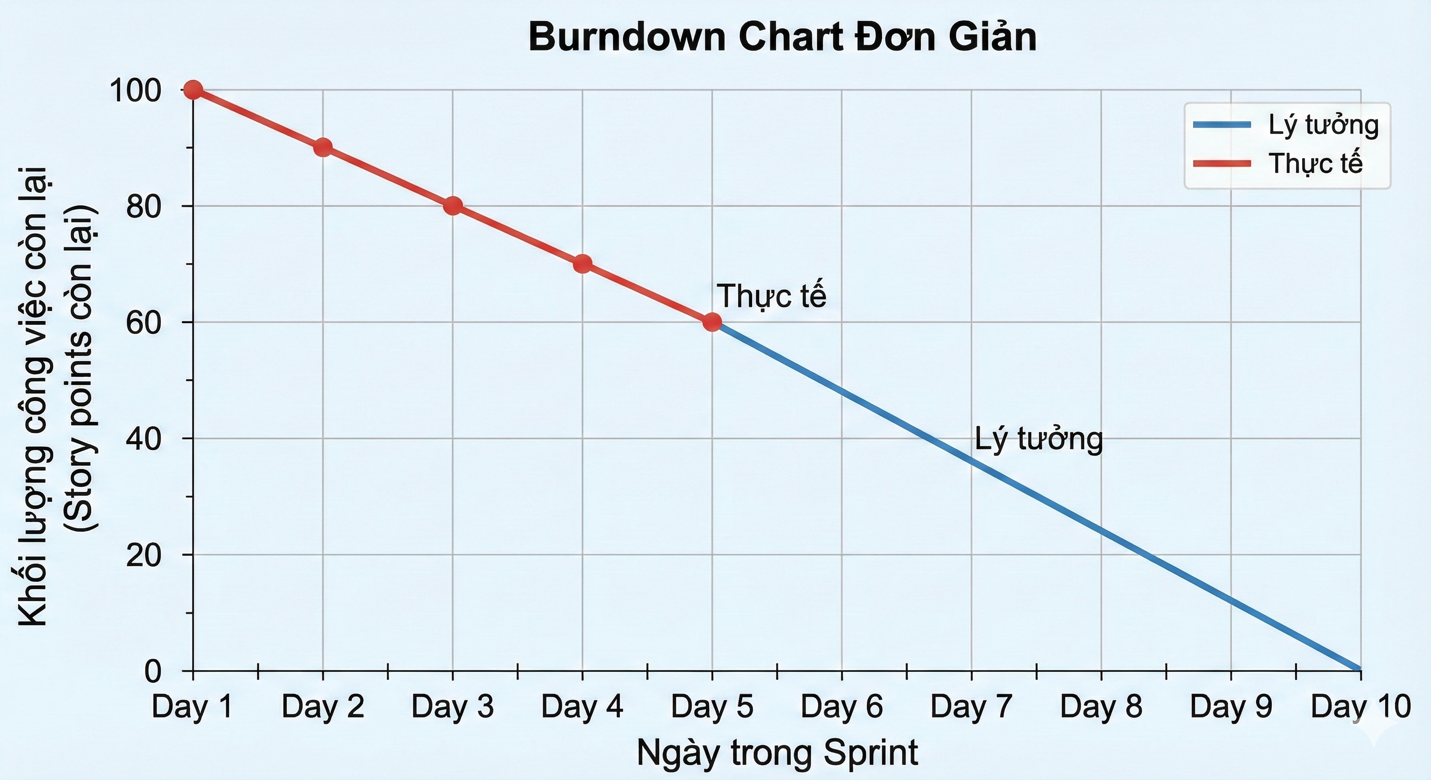 Burndown Chart Đơn Giản
Khối lượng công việc còn lại
(Story points còn lại)
100
80
60
40
20
0
Lý tưởng
Thực tế
Thực tế
Lý tưởng
Day 1 Day 2 Day 3 Day 4 Day 5 Day 6 Day 7 Day 8 Day 9 Day 10
Ngày trong Sprint